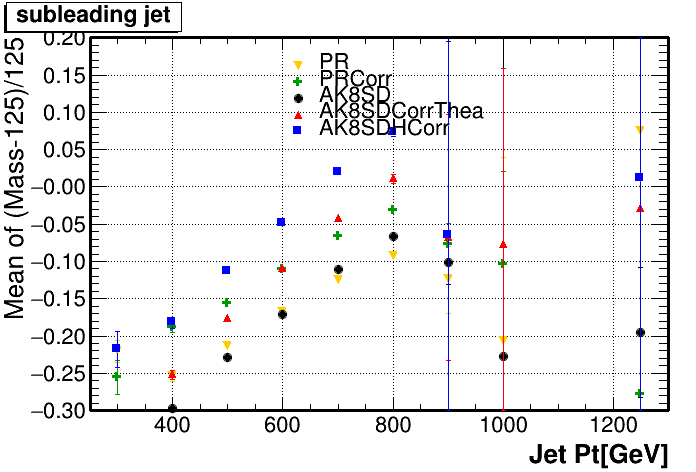 subleading jet
Mean of (Mass-125)/125
0.20
0.15
0.10
0.05
−0.00
−0.05
−0.10
−0.15
−0.20
−0.25
−0.30
PR
PRCorr
AK8SD
AK8SDCorrThea
AK8SDHCorr
400 600 800 1000 1200
Jet Pt[GeV]